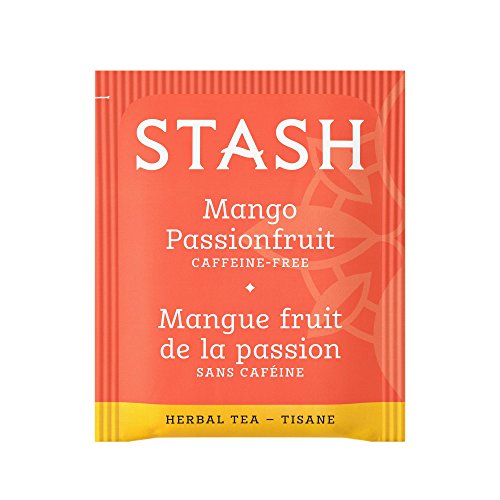 STASH
Mango
Passionfruit
CAFFEINE-FREE
Mangue fruit
de la passion
SANS CAFÉINE
HERBAL TEA – TISANE